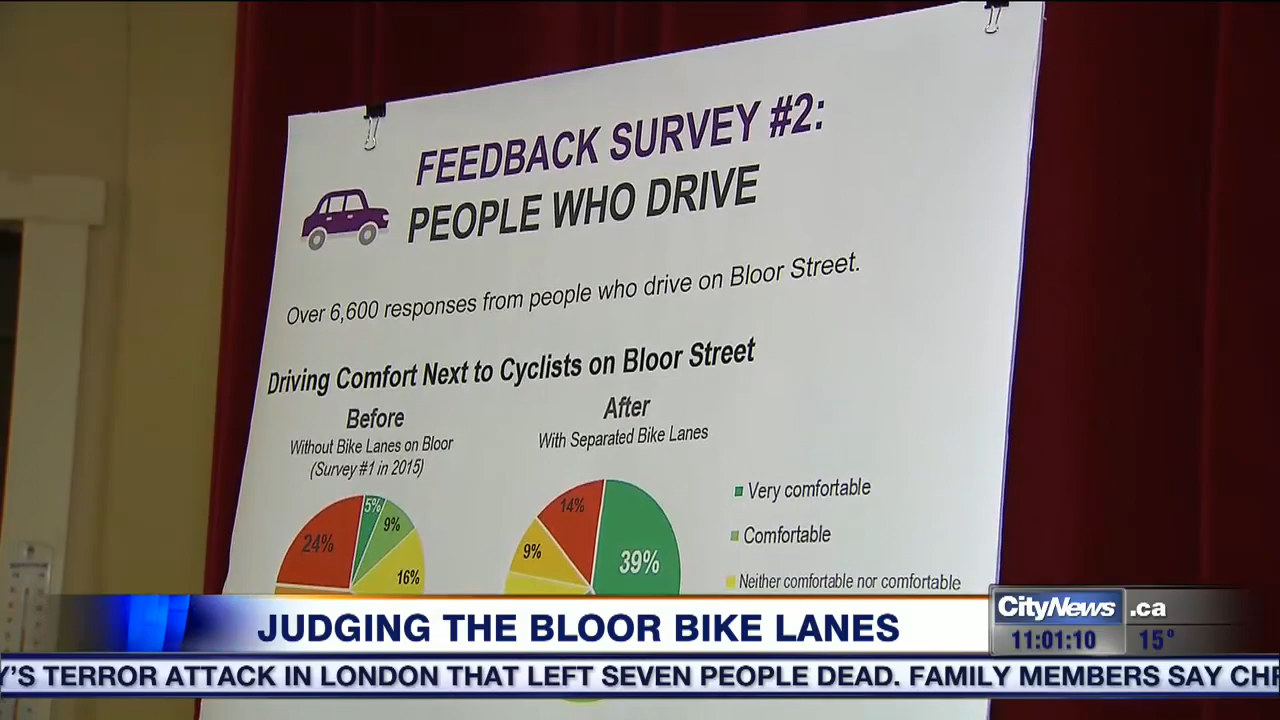 FEEDBACK SURVEY #2:
PEOPLE WHO DRIVE
Over 6,600 responses from people who drive on Bloor Street.
Driving Comfort Next to Cyclists on Bloor Street
Before
Without Bike Lanes on Bloor
(Survey #1 in 2015)
After
With Separated Bike Lanes
5%
9%
24%
16%
14%
9%
39%
Very comfortable
Comfortable
Neither comfortable nor comfortable
JUDGING THE BLOOR BIKE LANES
CityNews .ca
11:01:10 15°
Y'S TERROR ATTACK IN LONDON THAT LEFT SEVEN PEOPLE DEAD. FAMILY MEMBERS SAY